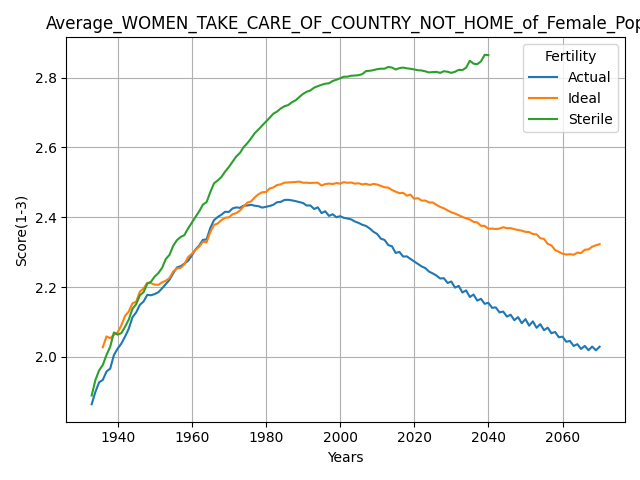 Average_WOMEN_TAKE_CARE_OF_COUNTRY_NOT_HOME_of_Female_Pop
Fertility
Actual
Ideal
Sterile
Score(1-3)
2.8
2.6
2.4
2.2
2.0
1940 1960 1980 2000 2020 2040 2060
Years